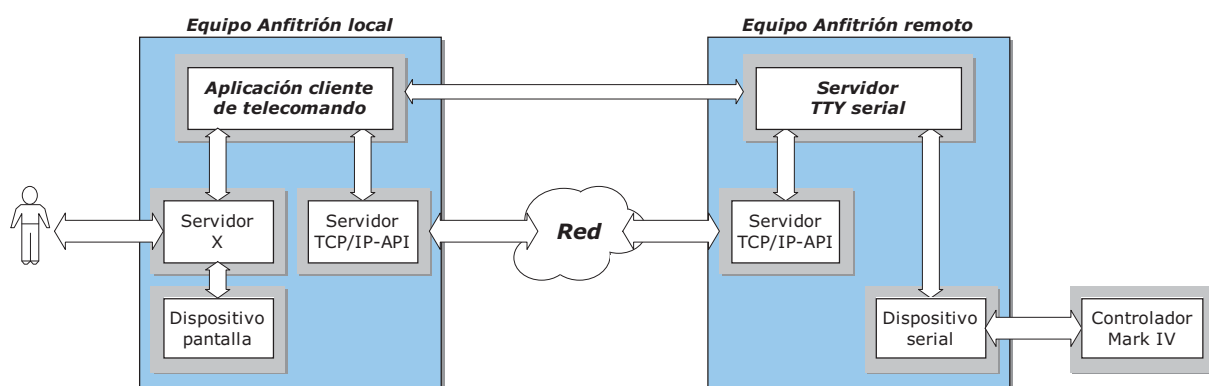 Equipo Anfitrión local
Equipo Anfitrión remoto
Aplicación cliente
de telecomando
Servidor
TTY serial
Servidor
X
Servidor
TCP/IP-API
Red
Servidor
TCP/IP-API
Dispositivo
pantalla
Dispositivo
serial
Controlador
Mark IV